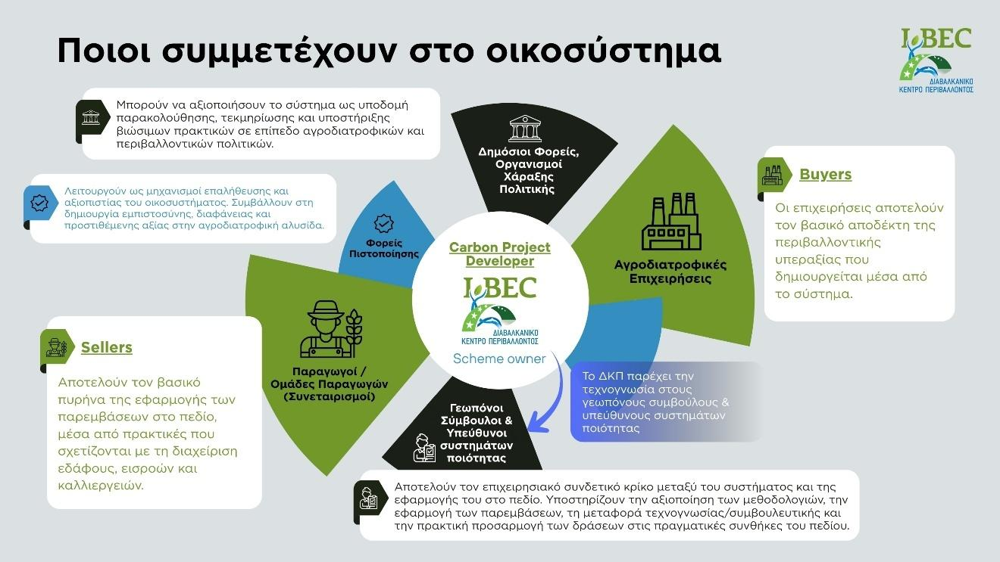 Ποιοι συμμετέχουν στο οικοσύστημα
I BEC
ΔΙΑΒΑΛΚΑΝΙΚΟ
ΚΕΝΤΡΟ ΠΕΡΙΒΑΛΛΟΝΤΟΣ
Μπορούν να αξιοποιήσουν το σύστημα ως υποδομή
παρακολούθησης, τεκμηρίωσης και υποστήριξης
βιώσιμων πρακτικών σε επίπεδο αγροδιατροφικών και
περιβαλλοντικών πολιτικών.
Λειτουργούν ως μηχανισμοί επαλήθευσης και
αξιοπιστίας του οικοσυστήματος. Συμβάλλουν στη
δημιουργία εμπιστοσύνης, διαφάνειας και
προστιθέμενης αξίας στην αγροδιατροφική αλυσίδα.
Δημόσιοι Φορείς,
Οργανισμοί
Χάραξης
Πολιτικής
Φορείς
Πιστοποίησης
Αγροδιατροφικές
Επιχειρήσεις
Buyers
Οι επιχειρήσεις αποτελούν
τον βασικό αποδέκτη της
περιβαλλοντικής
υπεραξίας που
δημιουργείται μέσα από
το σύστημα.
Carbon Project
Developer
I BEC
ΔΙΑΒΑΛΚΑΝΙΚΟ
ΚΕΝΤΡΟ ΠΕΡΙΒΑΛΛΟΝΤΟΣ
Scheme owner
Sellers
Αποτελούν τον βασικό
πυρήνα της εφαρμογής των
παρεμβάσεων στο πεδίο,
μέσα από πρακτικές που
σχετίζονται με τη διαχείριση
εδάφους, εισροών και
καλλιεργειών.
Παραγωγοί /
Ομάδες Παραγωγών
(Συνεταιρισμοί)
Γεωπόνοι
Σύμβουλοι &
Υπεύθυνοι
συστημάτων
ποιότητας
Το ΔΚΠ παρέχει την
τεχνογνωσία στους
γεωπόνους συμβούλους &
υπεύθυνους συστημάτων
ποιότητας
Αποτελούν τον επιχειρησιακό συνδετικό κρίκο μεταξύ του συστήματος και της
εφαρμογής του στο πεδίο. Υποστηρίζουν την αξιοποίηση των μεθοδολογιών, την
εφαρμογή των παρεμβάσεων, τη μεταφορά τεχνογνωσίας/συμβουλευτικής και
την πρακτική προσαρμογή των δράσεων στις πραγματικές συνθήκες του πεδίου.